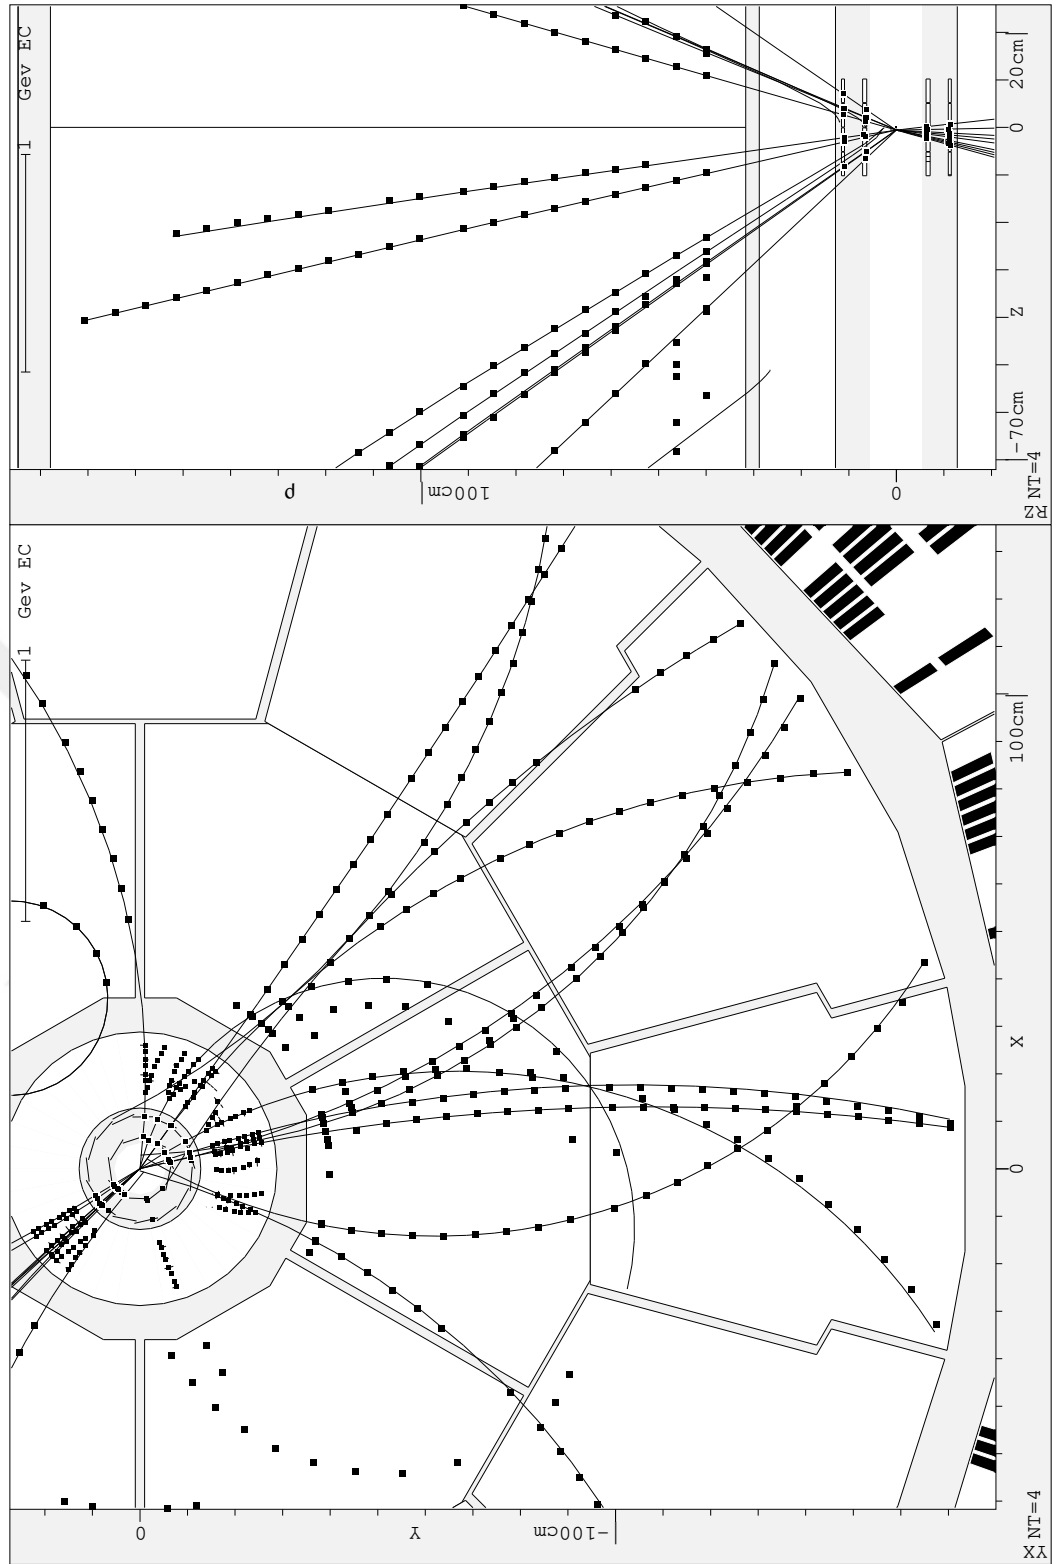 1 Gev EC
20cm|
0
Z
|-70cm
ρ
|100cm
0
RZ NT=4
1 Gev EC
100cm|
X
0
0
Y
|-100cm
YX NT=4